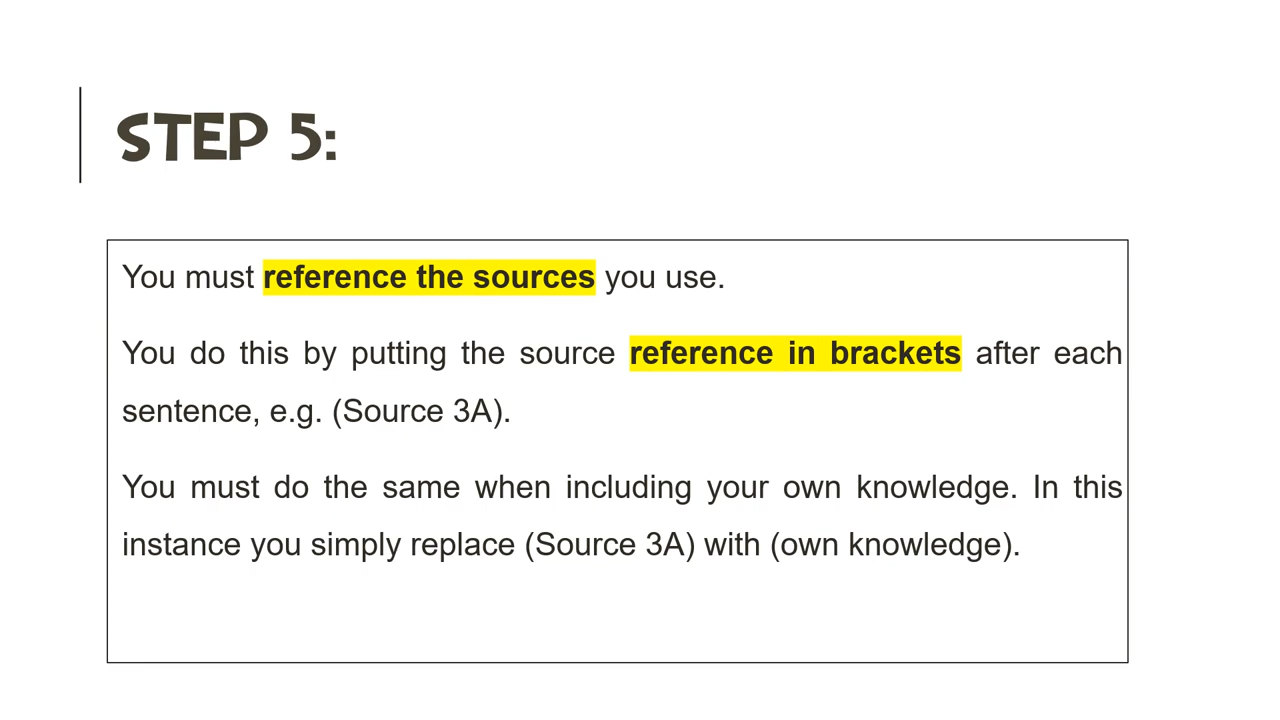 STEP 5:
You must reference the sources you use.
You do this by putting the source reference in brackets after each
sentence, e.g. (Source 3A).
You must do the same when including your own knowledge. In this
instance you simply replace (Source 3A) with (own knowledge).